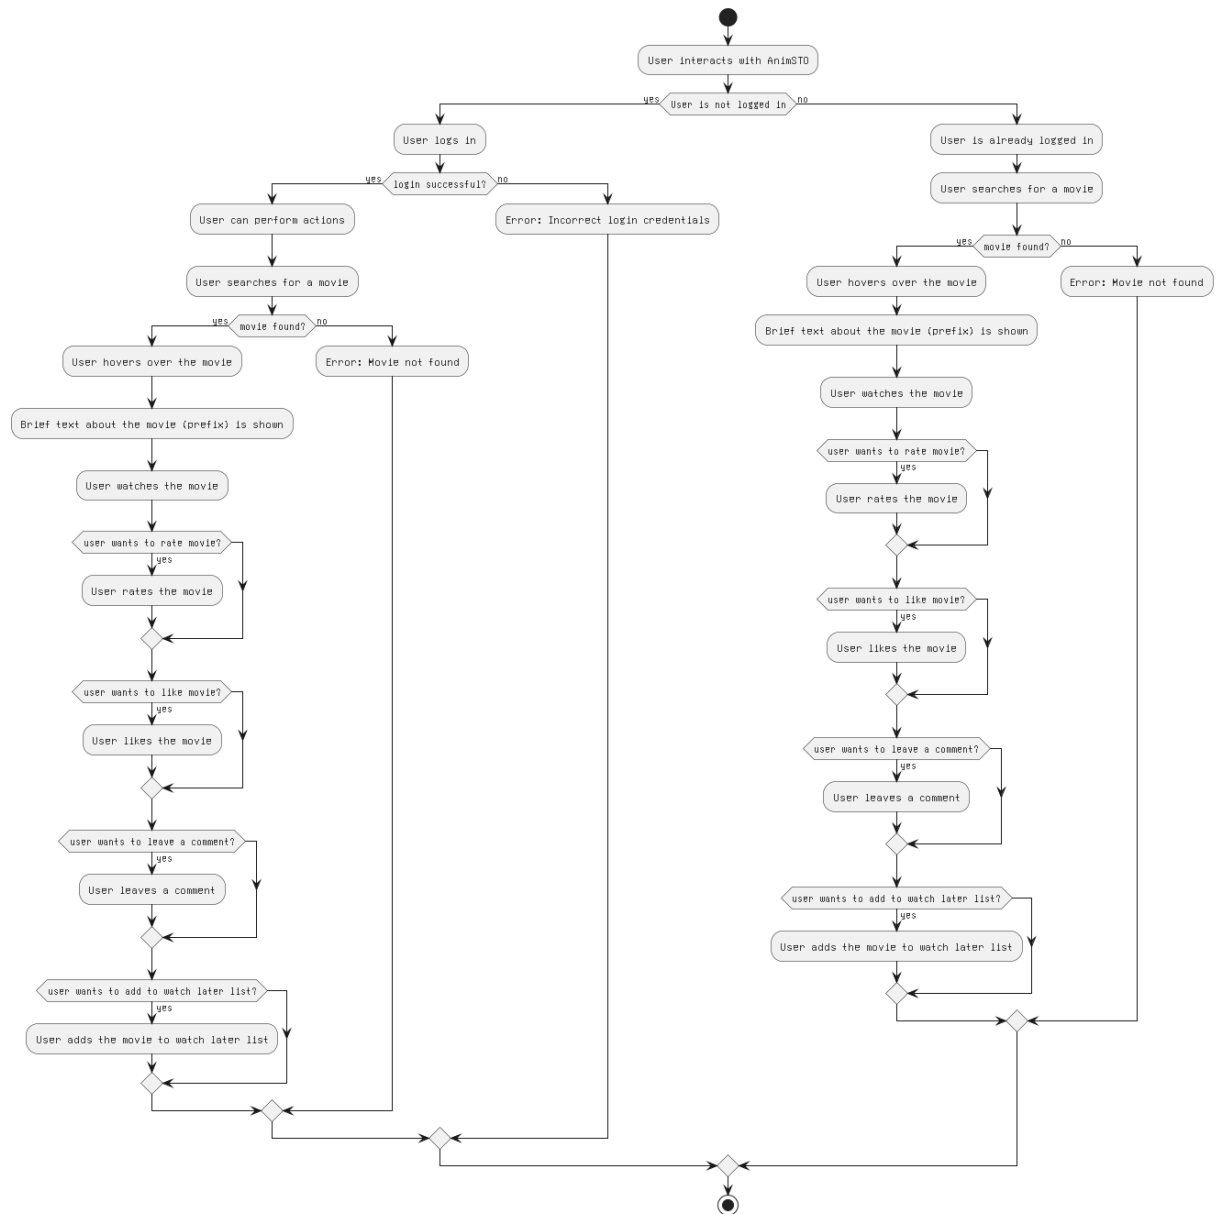 User interacts with AnimSTO
yes
User is not logged in
no
User logs in
yes
login successful?
no
User can perform actions
Error: Incorrect login credentials
User searches for a movie
yes
movie found?
no
User hovers over the movie
Error: Movie not found
Brief text about the movie (prefix) is shown
User watches the movie
user wants to rate movie?
yes
User rates the movie
user wants to like movie?
yes
User likes the movie
user wants to leave a comment?
yes
User leaves a comment
user wants to add to watch later list?
yes
User adds the movie to watch later list
User is already logged in
User searches for a movie
yes
movie found?
no
User hovers over the movie
Error: Movie not found
Brief text about the movie (prefix) is shown
User watches the movie
user wants to rate movie?
yes
User rates the movie
user wants to like movie?
yes
User likes the movie
user wants to leave a comment?
yes
User leaves a comment
user wants to add to watch later list?
yes
User adds the movie to watch later list